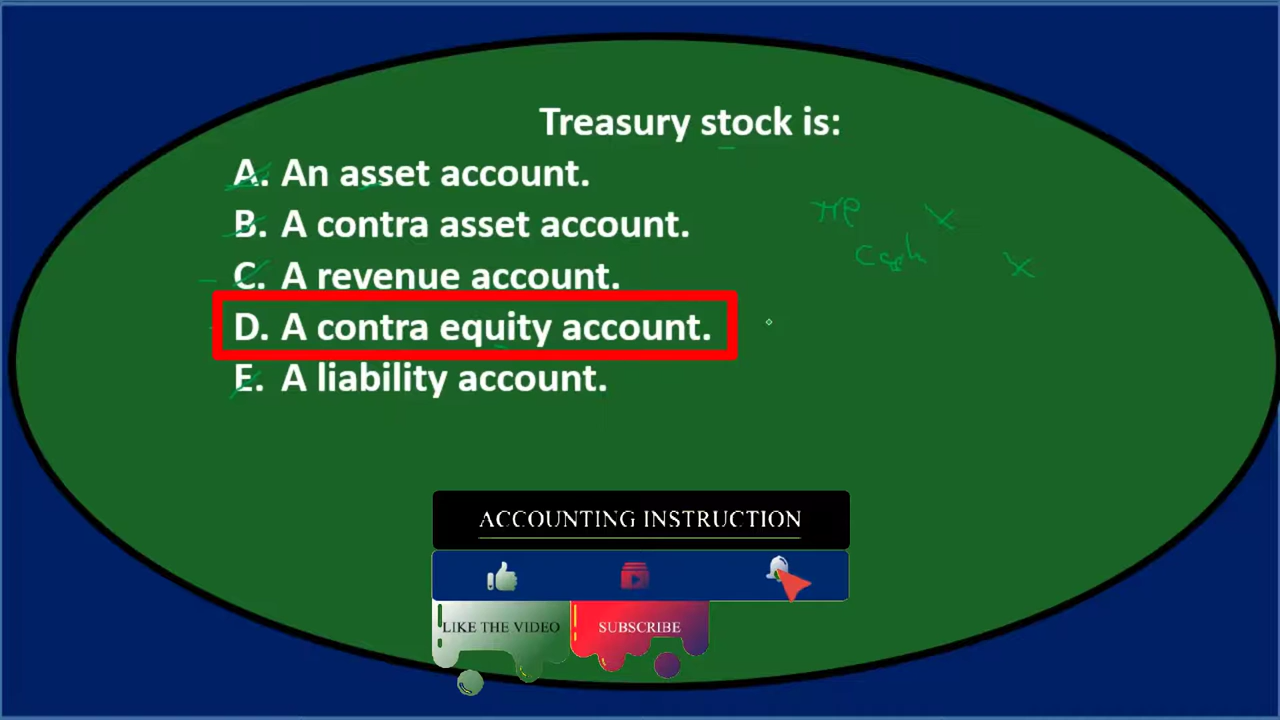 Treasury stock is:
A. An asset account.
B. A contra asset account.
C. A revenue account.
D. A contra equity account.
E. A liability account.
Cash
X
X
ACCOUNTING INSTRUCTION
LIKE THE VIDEO
SUBSCRIBE